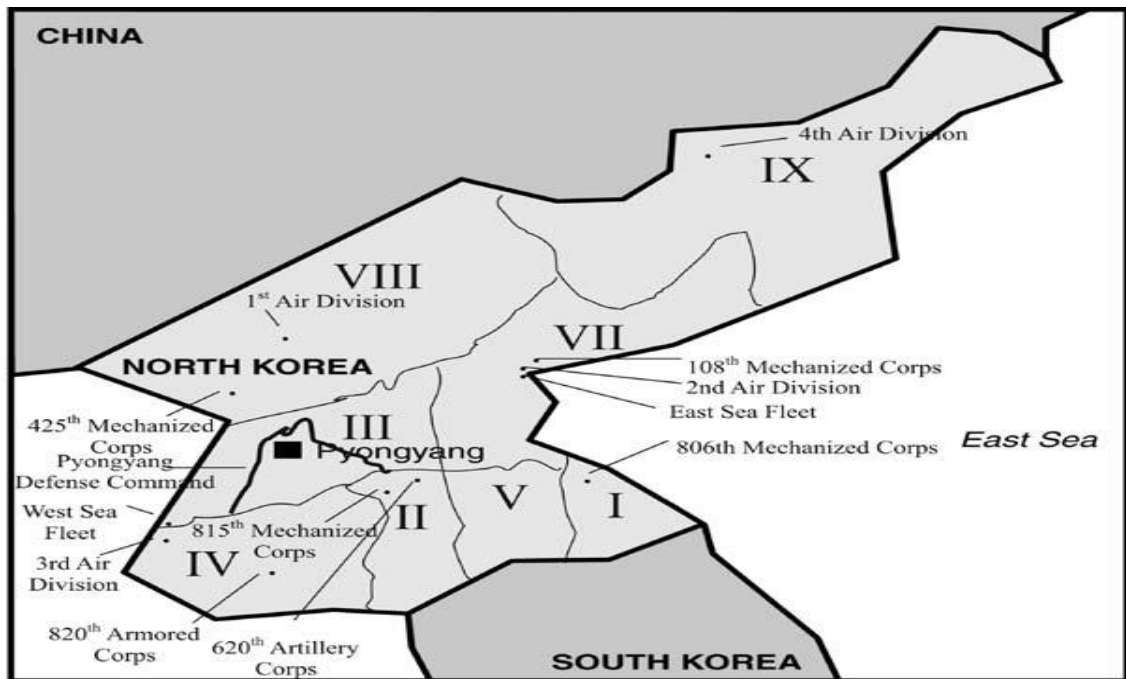 CHINA
4th Air Division
IX
VIII
1st Air Division
VII
NORTH KOREA
108th Mechanized Corps
2nd Air Division
East Sea Fleet
425th Mechanized
Corps
III
Pyongyang
East Sea
806th Mechanized Corps
Pyongyang
Defense Command
V
I
II
West Sea
Fleet
815th Mechanized
Corps
3rd Air
Division
IV
820th Armored
Corps
620th Artillery
Corps
SOUTH KOREA